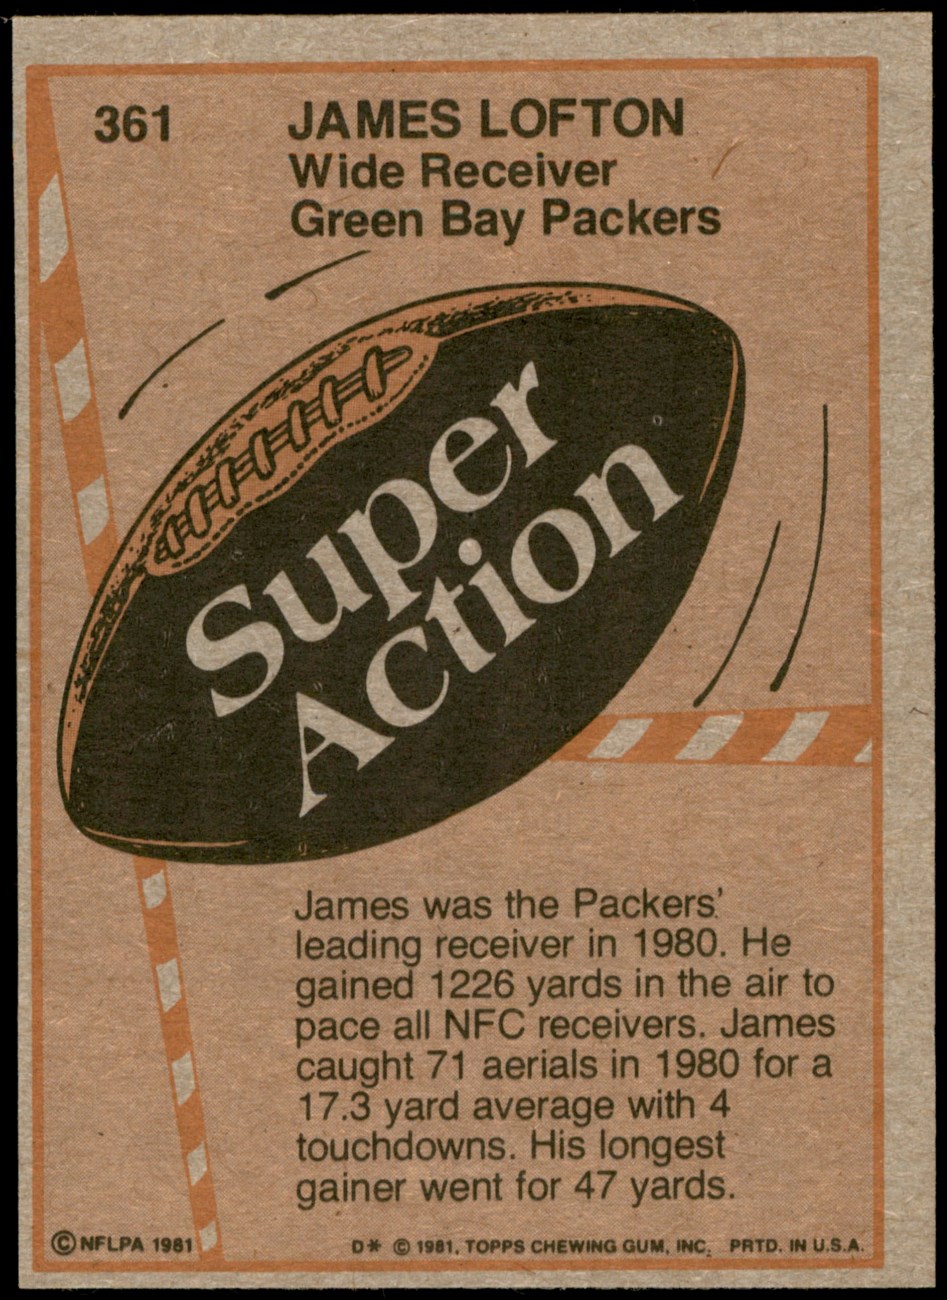 361
JAMES LOFTON
Wide Receiver
Green Bay Packers
Super
Action
James was the Packers'
leading receiver in 1980. He
gained 1226 yards in the air to
pace all NFC receivers. James
caught 71 aerials in 1980 for a
17.3 yard average with 4
touchdowns. His longest
gainer went for 47 yards.
© NFLPA 1981
D* © 1981, TOPPS CHEWING GUM, INC. PRTD. IN U.S.A.